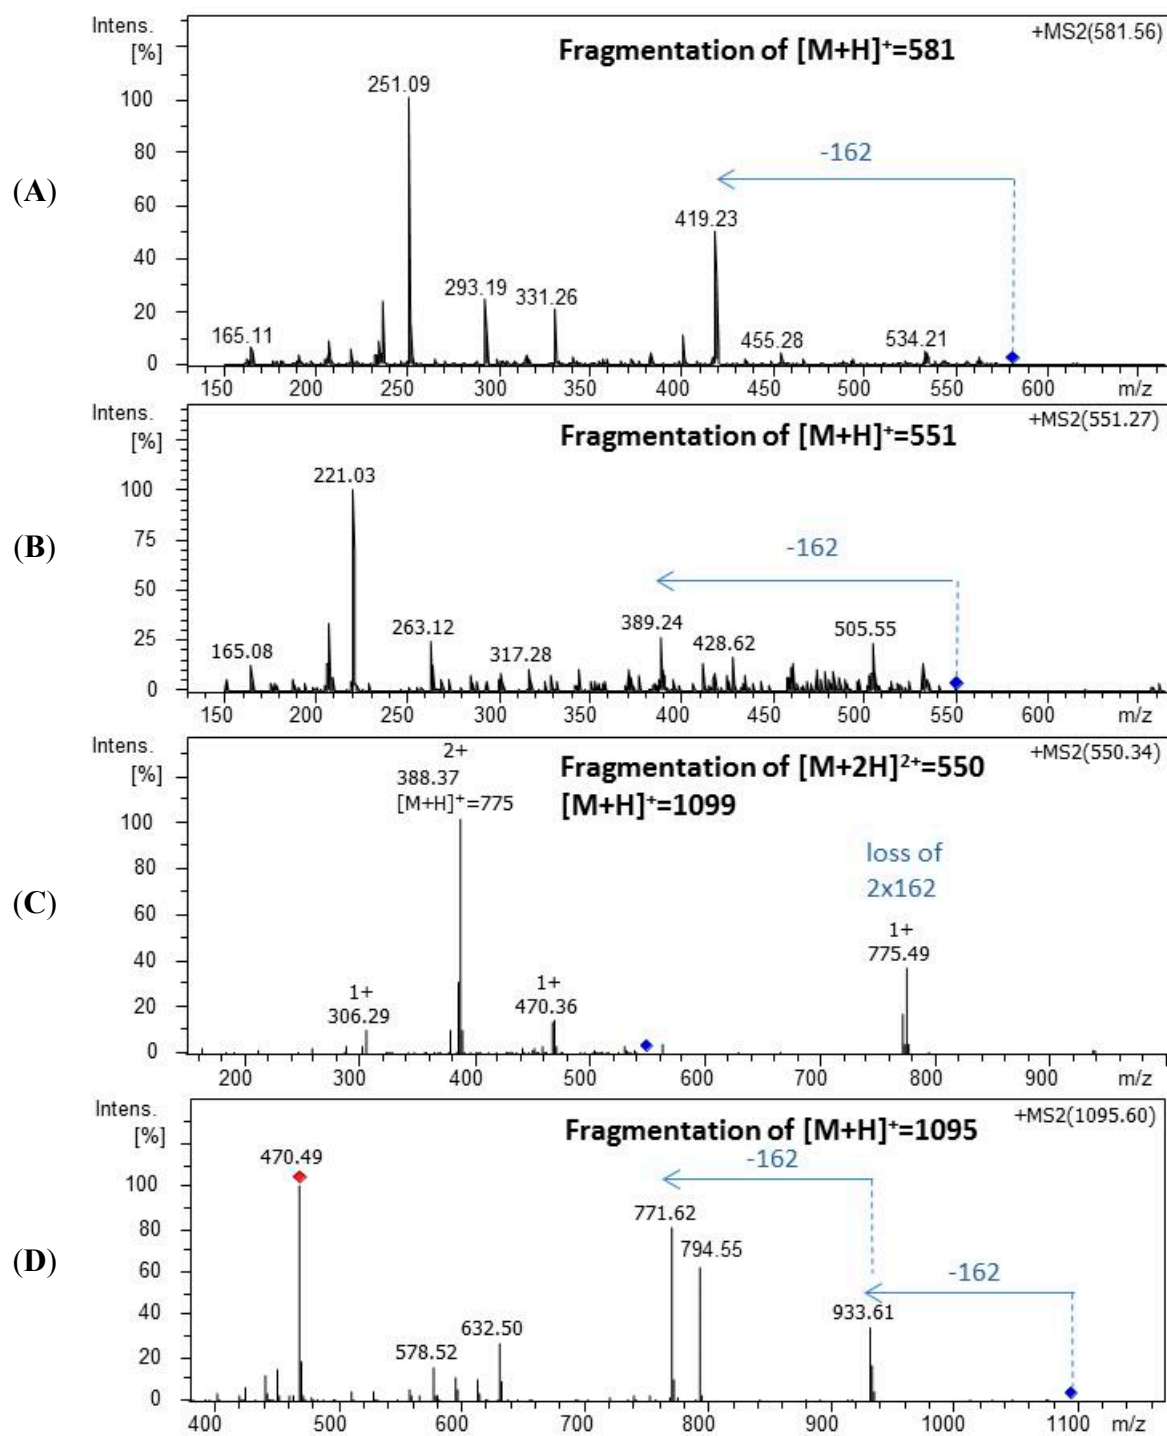 Intens.
[%]
Fragmentation of [M+H]⁺=581
+MS2(581.56)
251.09
100
-162
80
(A)
60
419.23
40
293.19
331.26
20
165.11
455.28
534.21
0
150 200 250 300 350 400 450 500 550 600 m/z
Intens.
[%]
Fragmentation of [M+H]⁺=551
+MS2(551.27)
221.03
100
75
-162
(B)
50
389.24
263.12
428.62
505.55
25
165.08
317.28
0
150 200 250 300 350 400 450 500 550 600 m/z
Intens.
[%]
2+
388.37
[M+H]⁺=775
Fragmentation of [M+2H]²⁺=550
[M+H]⁺=1099
+MS2(550.34)
100
loss of
2x162
80
(C)
60
1+
775.49
40
1+
306.29
1+
470.36
20
0
200 300 400 500 600 700 800 900 m/z
Intens.
[%]
Fragmentation of [M+H]⁺=1095
+MS2(1095.60)
470.49
-162
100
771.62
80
794.55
(D)
60
-162
933.61
40
632.50
578.52
20
0
400 500 600 700 800 900 1000 1100 m/z